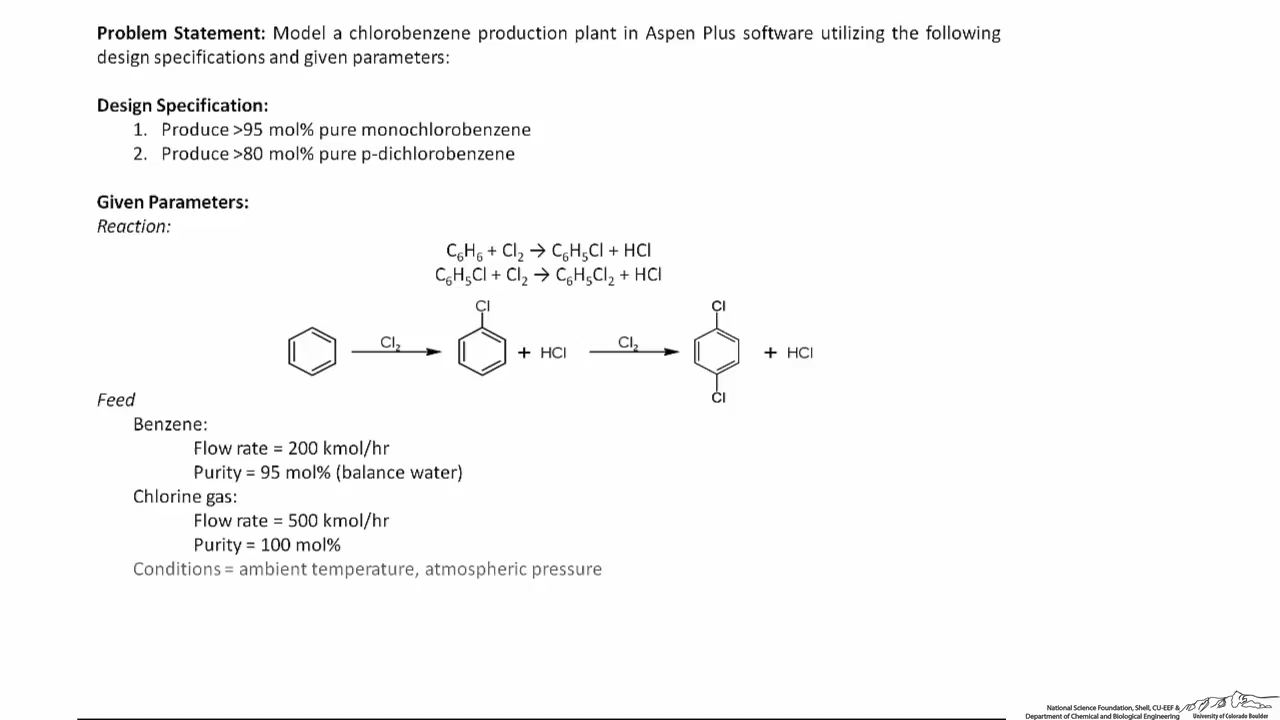 Problem Statement: Model a chlorobenzene production plant in Aspen Plus software utilizing the following
design specifications and given parameters:
Design Specification:
1. Produce >95 mol% pure monochlorobenzene
2. Produce >80 mol% pure p-dichlorobenzene
Given Parameters:
Reaction:
C₆H₆ + Cl₂ → C₆H₅Cl + HCl
C₆H₅Cl + Cl₂ → C₆H₅Cl₂ + HCl
Cl Cl
Cl₂ + HCl Cl₂ + HCl
Cl
Feed
Benzene:
Flow rate = 200 kmol/hr
Purity = 95 mol% (balance water)
Chlorine gas:
Flow rate = 500 kmol/hr
Purity = 100 mol%
Conditions = ambient temperature, atmospheric pressure
National Science Foundation, Shell, CU-EEF &
Department of Chemical and Biological Engineering
University of Colorado Boulder